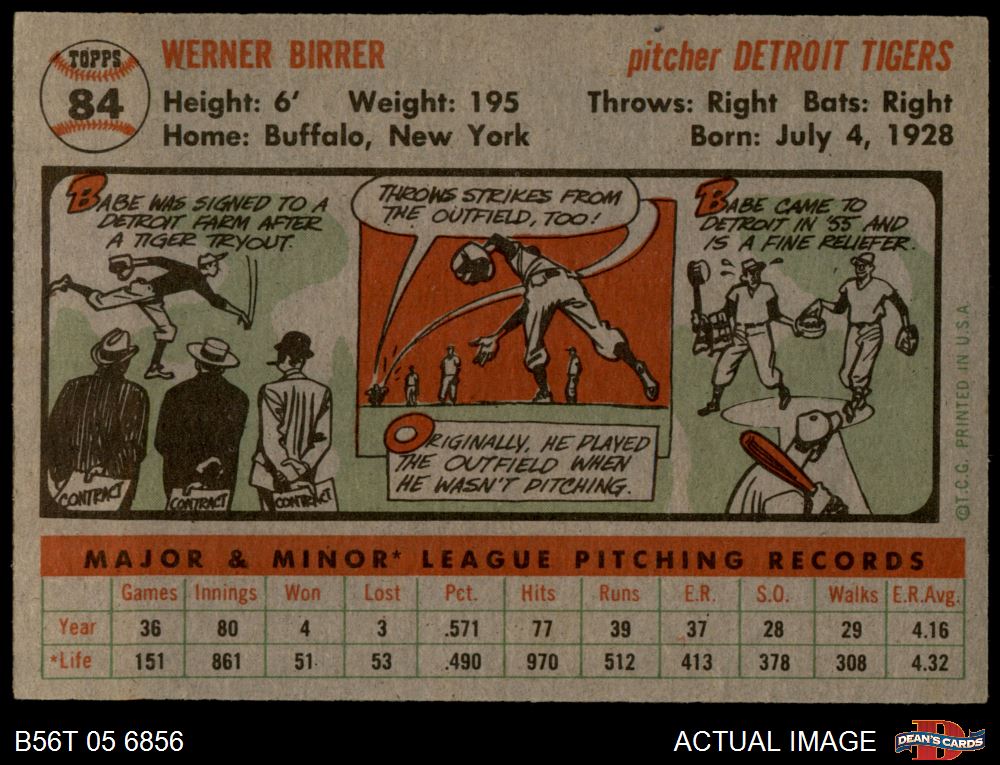 TOPPS
84
WERNER BIRRER
pitcher DETROIT TIGERS
Height: 6' Weight: 195
Throws: Right Bats: Right
Home: Buffalo, New York
Born: July 4, 1928
BABE WAS SIGNED TO A
DETROIT FARM AFTER
A TIGER TRYOUT.
CONTRACT
CONTRACT
CONTRACT
THROWS STRIKES FROM
THE OUTFIELD, TOO!
ORIGINALLY, HE PLAYED
THE OUTFIELD WHEN
HE WASN'T PITCHING.
BABE CAME TO
DETROIT IN '55 AND
IS A FINE RELIEFER.
©T.C.G. PRINTED IN U.S.A.
MAJOR & MINOR* LEAGUE PITCHING RECORDS
Games Innings Won Lost Pct. Hits Runs E.R. S.O. Walks E.R.Avg.
Year 36 80 4 3 .571 77 39 37 28 29 4.16
*Life 151 861 51 53 .490 970 512 413 378 308 4.32
B56T 05 6856
ACTUAL IMAGE
DEAN'S CARDS